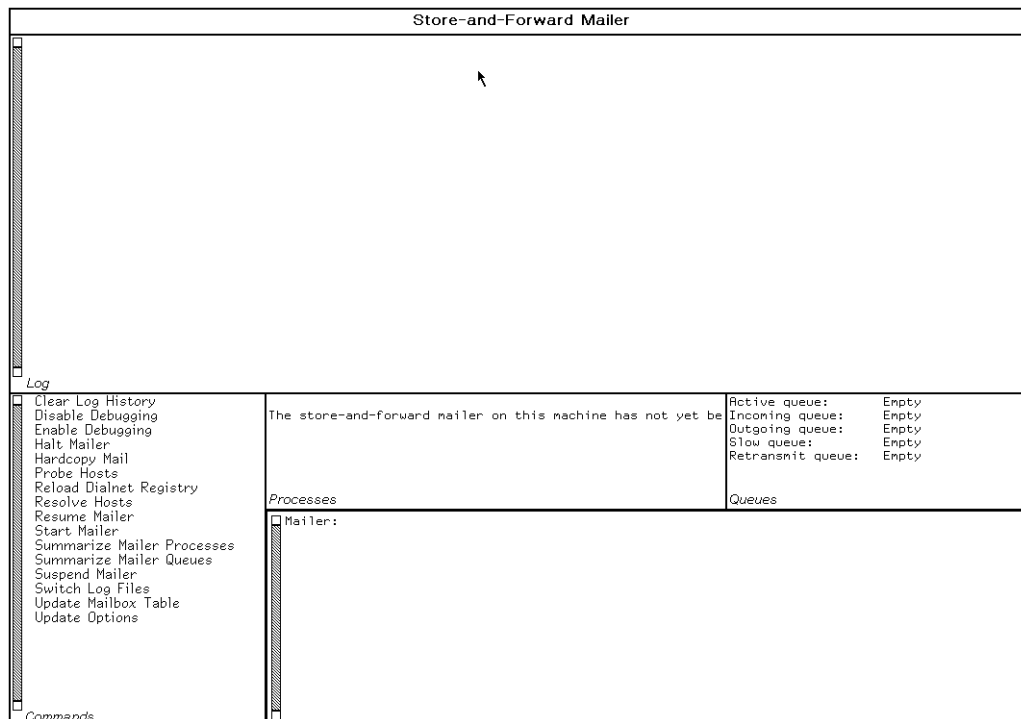 Store-and-Forward Mailer
Log
Clear Log History
Disable Debugging
Enable Debugging
Halt Mailer
Hardcopy Mail
Probe Hosts
Reload Dialnet Registry
Resolve Hosts
Resume Mailer
Start Mailer
Summarize Mailer Processes
Summarize Mailer Queues
Suspend Mailer
Switch Log Files
Update Mailbox Table
Update Options
Commands
The store-and-forward mailer on this machine has not yet be
Processes
Active queue: Empty
Incoming queue: Empty
Outgoing queue: Empty
Slow queue: Empty
Retransmit queue: Empty
Queues
Mailer: